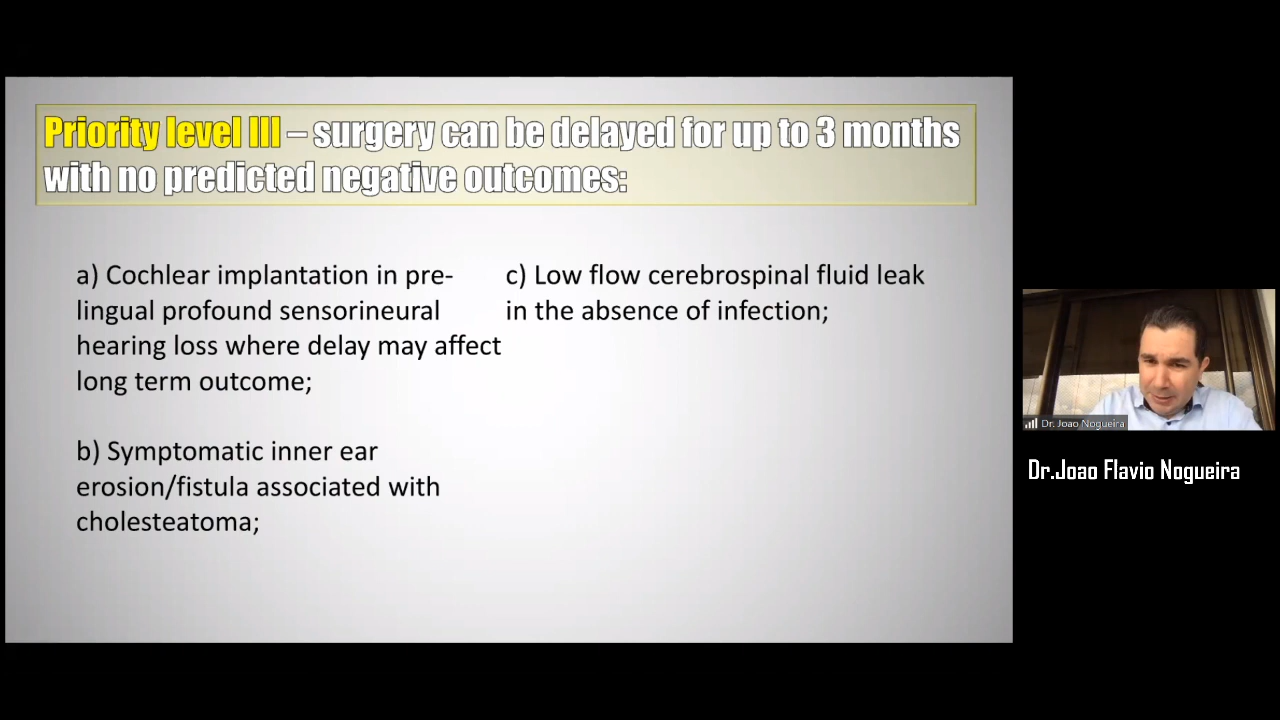 Priority level III – surgery can be delayed for up to 3 months
with no predicted negative outcomes:
a) Cochlear implantation in pre-
lingual profound sensorineural
hearing loss where delay may affect
long term outcome;
b) Symptomatic inner ear
erosion/fistula associated with
cholesteatoma;
c) Low flow cerebrospinal fluid leak
in the absence of infection;
Dr. Joao Nogueira
Dr.Joao Flavio Nogueira